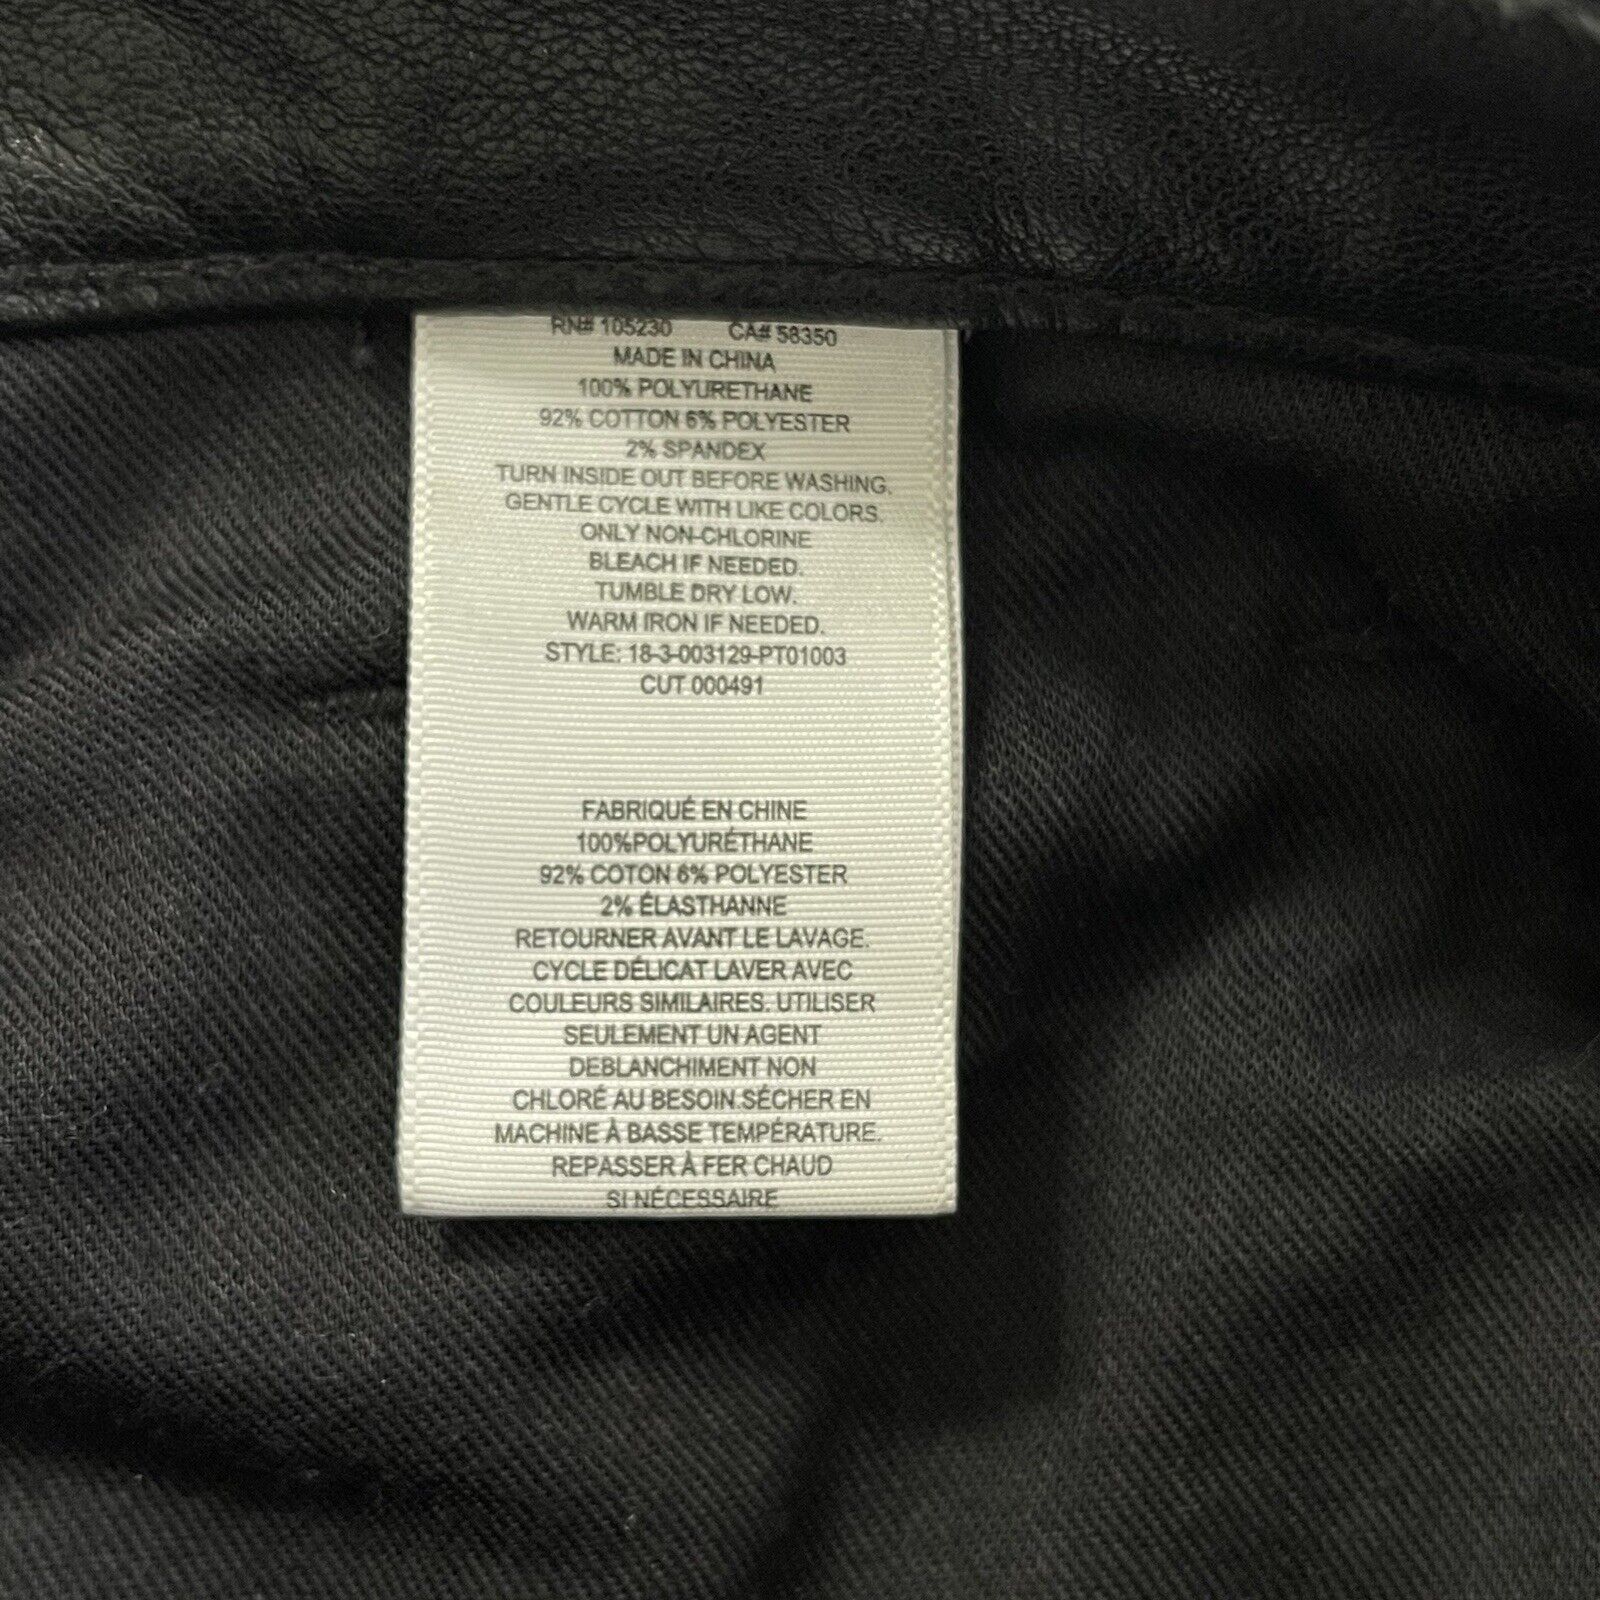 RN# 105230 CA# 58350
MADE IN CHINA
100% POLYURETHANE
92% COTTON 6% POLYESTER
2% SPANDEX
TURN INSIDE OUT BEFORE WASHING.
GENTLE CYCLE WITH LIKE COLORS.
ONLY NON-CHLORINE
BLEACH IF NEEDED.
TUMBLE DRY LOW.
WARM IRON IF NEEDED.
STYLE: 18-3-003129-PT01003
CUT 000491
FABRIQUÉ EN CHINE
100%POLYURÉTHANE
92% COTON 6% POLYESTER
2% ÉLASTHANNE
RETOURNER AVANT LE LAVAGE.
CYCLE DÉLICAT LAVER AVEC
COULEURS SIMILAIRES. UTILISER
SEULEMENT UN AGENT
DEBLANCHIMENT NON
CHLORÉ AU BESOIN.SÉCHER EN
MACHINE À BASSE TEMPÉRATURE.
REPASSER À FER CHAUD
SI NÉCESSAIRE